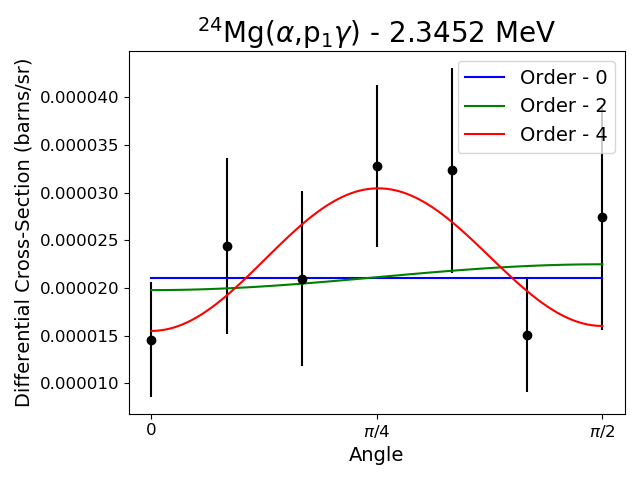 ²⁴Mg(α,p₁γ) - 2.3452 MeV
Order - 0
Order - 2
Order - 4
Differential Cross-Section (barns/sr)
0.000040
0.000035
0.000030
0.000025
0.000020
0.000015
0.000010
0 π/4 π/2
Angle